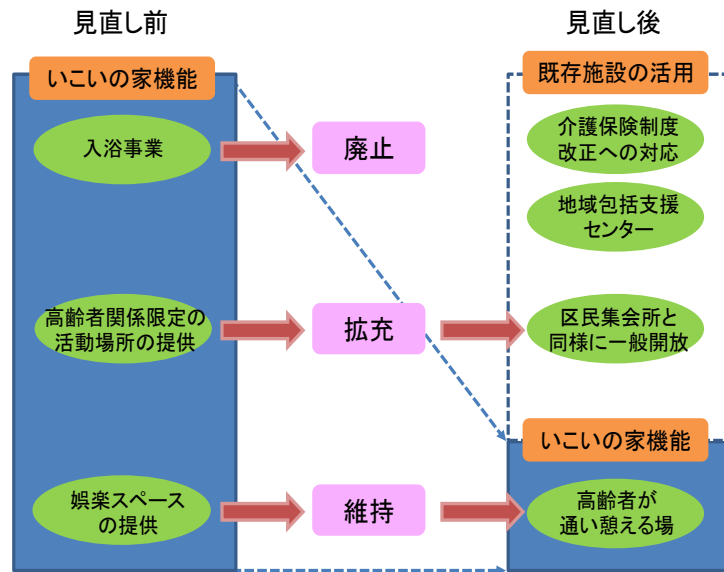 見直し前
見直し後
いこいの家機能
既存施設の活用
入浴事業
廃止
介護保険制度
改正への対応
地域包括支援
センター
高齢者関係限定の
活動場所の提供
拡充
区民集会所と
同様に一般開放
いこいの家機能
娯楽スペース
の提供
維持
高齢者が
通い憩える場